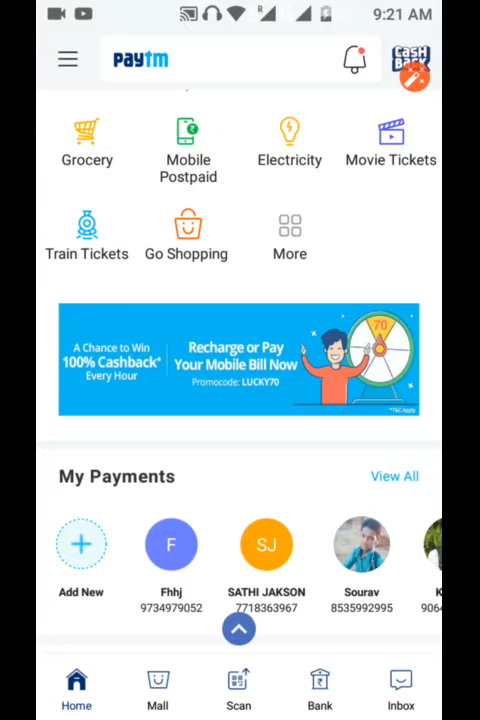 R
9:21 AM
paytm
CASH
BACK
Grocery
Mobile
Postpaid
Electricity
Movie Tickets
Train Tickets
Go Shopping
More
A Chance to Win
100% Cashback*
Every Hour
Recharge or Pay
Your Mobile Bill Now
Promocode: LUCKY70
70
*T&C Apply
My Payments
View All
F
SJ
Add New
Fhhj
SATHI JAKSON
Sourav
K
9734979052
7718363967
8535992995
9064
Home
Mall
Scan
Bank
Inbox